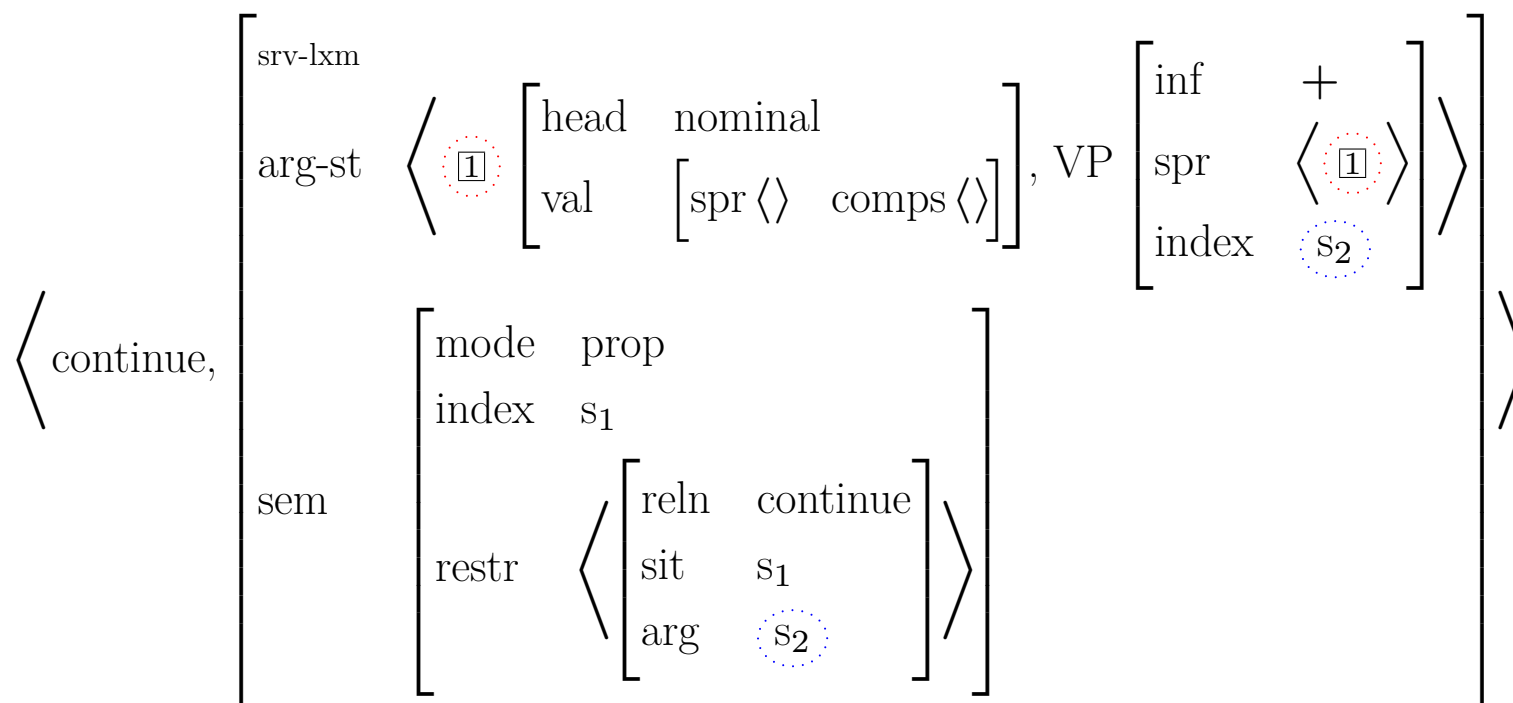 srv-lxm
arg-st ⟨ 1 [ head nominal
val [ spr ⟨⟩ comps ⟨⟩ ] ], VP [ inf +
spr ⟨ 1 ⟩
index s₂ ] ⟩
⟨ continue,
sem [ mode prop
index s₁
restr ⟨ [ reln continue
sit s₁
arg s₂ ] ⟩ ] ⟩